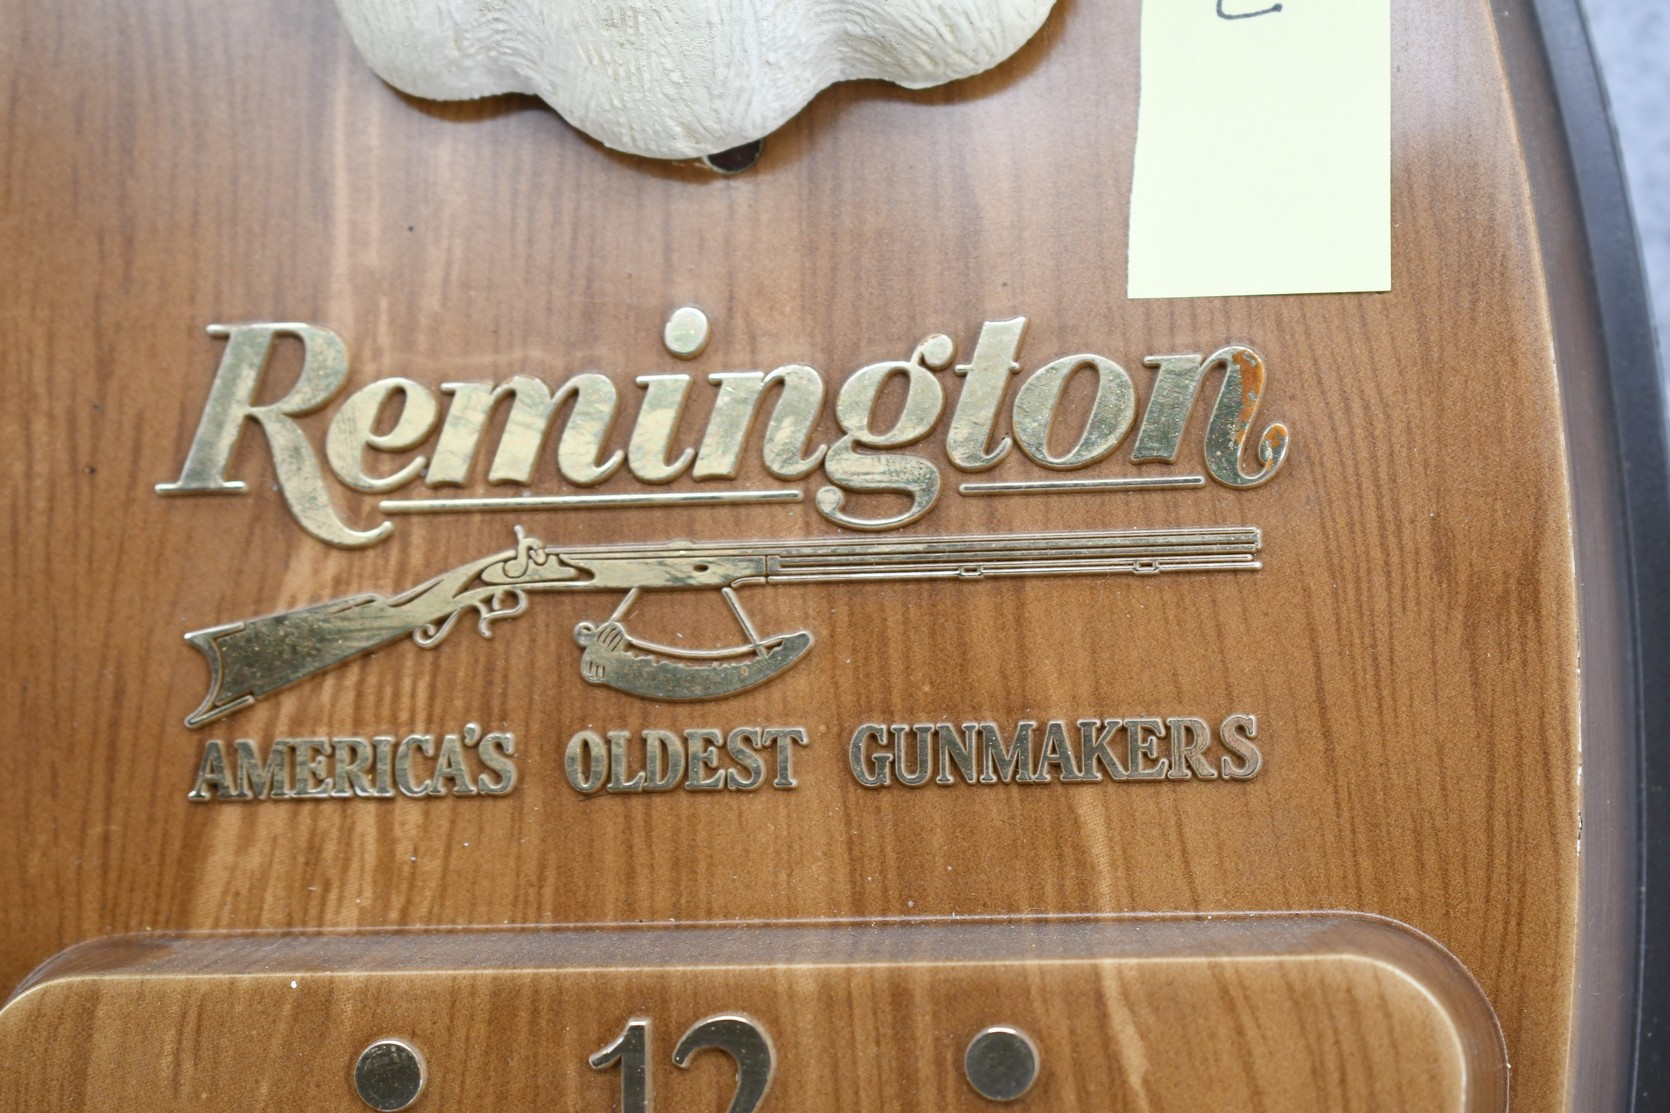 Remington
AMERICA'S OLDEST GUNMAKERS
12